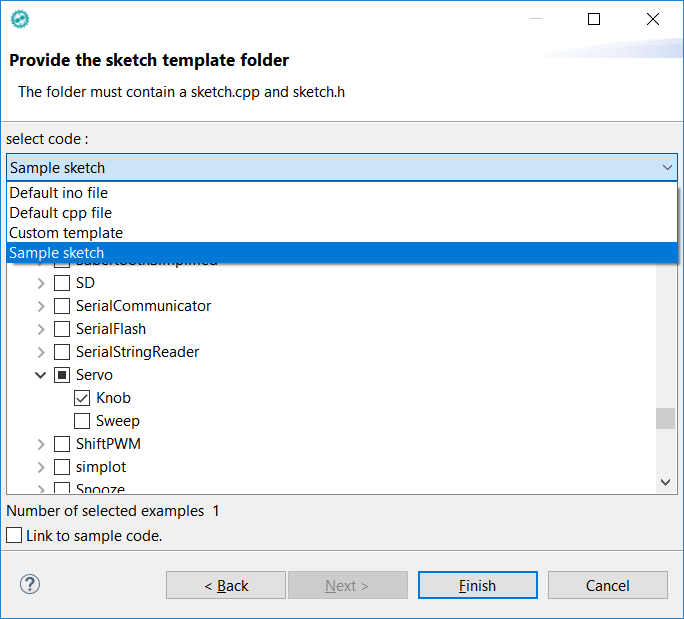 Provide the sketch template folder
The folder must contain a sketch.cpp and sketch.h
select code :
Sample sketch
Default ino file
Default cpp file
Custom template
Sample sketch
SD
SerialCommunicator
SerialFlash
SerialStringReader
Servo
Knob
Sweep
ShiftPWM
simplot
Snooze
Number of selected examples 1
Link to sample code.
? < Back Next > Finish Cancel